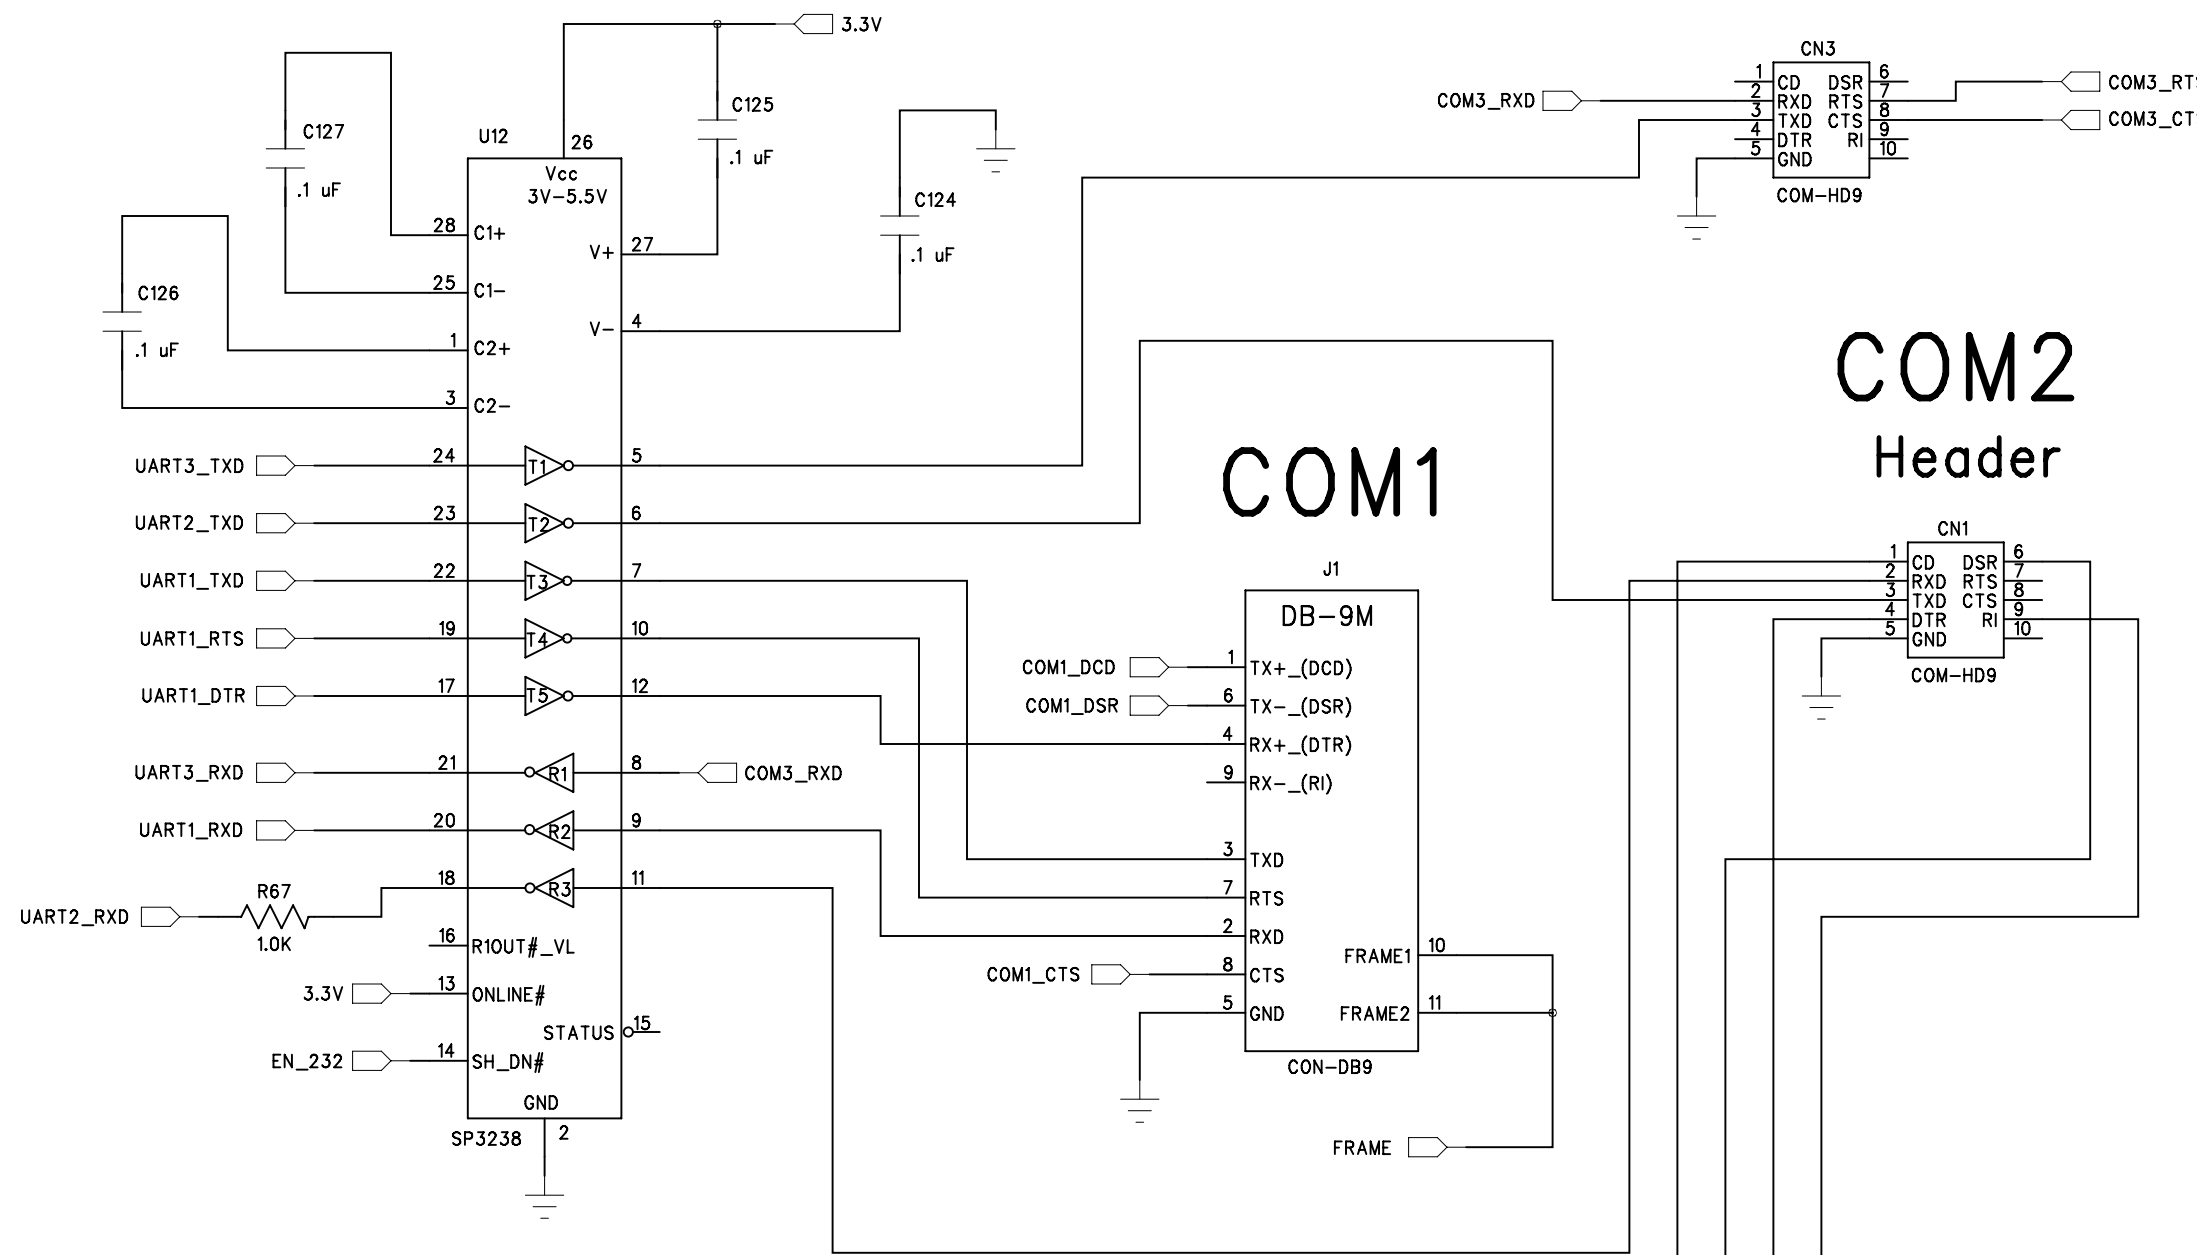 3.3V
C125
.1 uF
C127
.1 uF
C124
.1 uF
C126
.1 uF
U12
26
Vcc
3V-5.5V
28 C1+
25 C1-
1 C2+
3 C2-
V+ 27
V- 4
UART3_TXD 24 T1 5
UART2_TXD 23 T2 6
UART1_TXD 22 T3 7
UART1_RTS 19 T4 10
UART1_DTR 17 T5 12
UART3_RXD 21 R1 8 COM3_RXD
UART1_RXD 20 R2 9
UART2_RXD R67 18 R3 11
1.0K
16 R1OUT#_VL
3.3V 13 ONLINE#
STATUS 15
EN_232 14 SH_DN#
GND
SP3238 2
CN3
COM3_RXD
1 CD DSR 6
2 RXD RTS 7
3 TXD CTS 8
4 DTR RI 9
5 GND 10
COM-HD9
COM3_RTS
COM3_CT
COM2
Header
CN1
1 CD DSR 6
2 RXD RTS 7
3 TXD CTS 8
4 DTR RI 9
5 GND 10
COM-HD9
COM1
J1
DB-9M
COM1_DCD 1 TX+_(DCD)
COM1_DSR 6 TX-_(DSR)
4 RX+_(DTR)
9 RX-_(RI)
3 TXD
7 RTS
2 RXD
COM1_CTS 8 CTS
5 GND
FRAME1 10
FRAME2 11
CON-DB9
FRAME